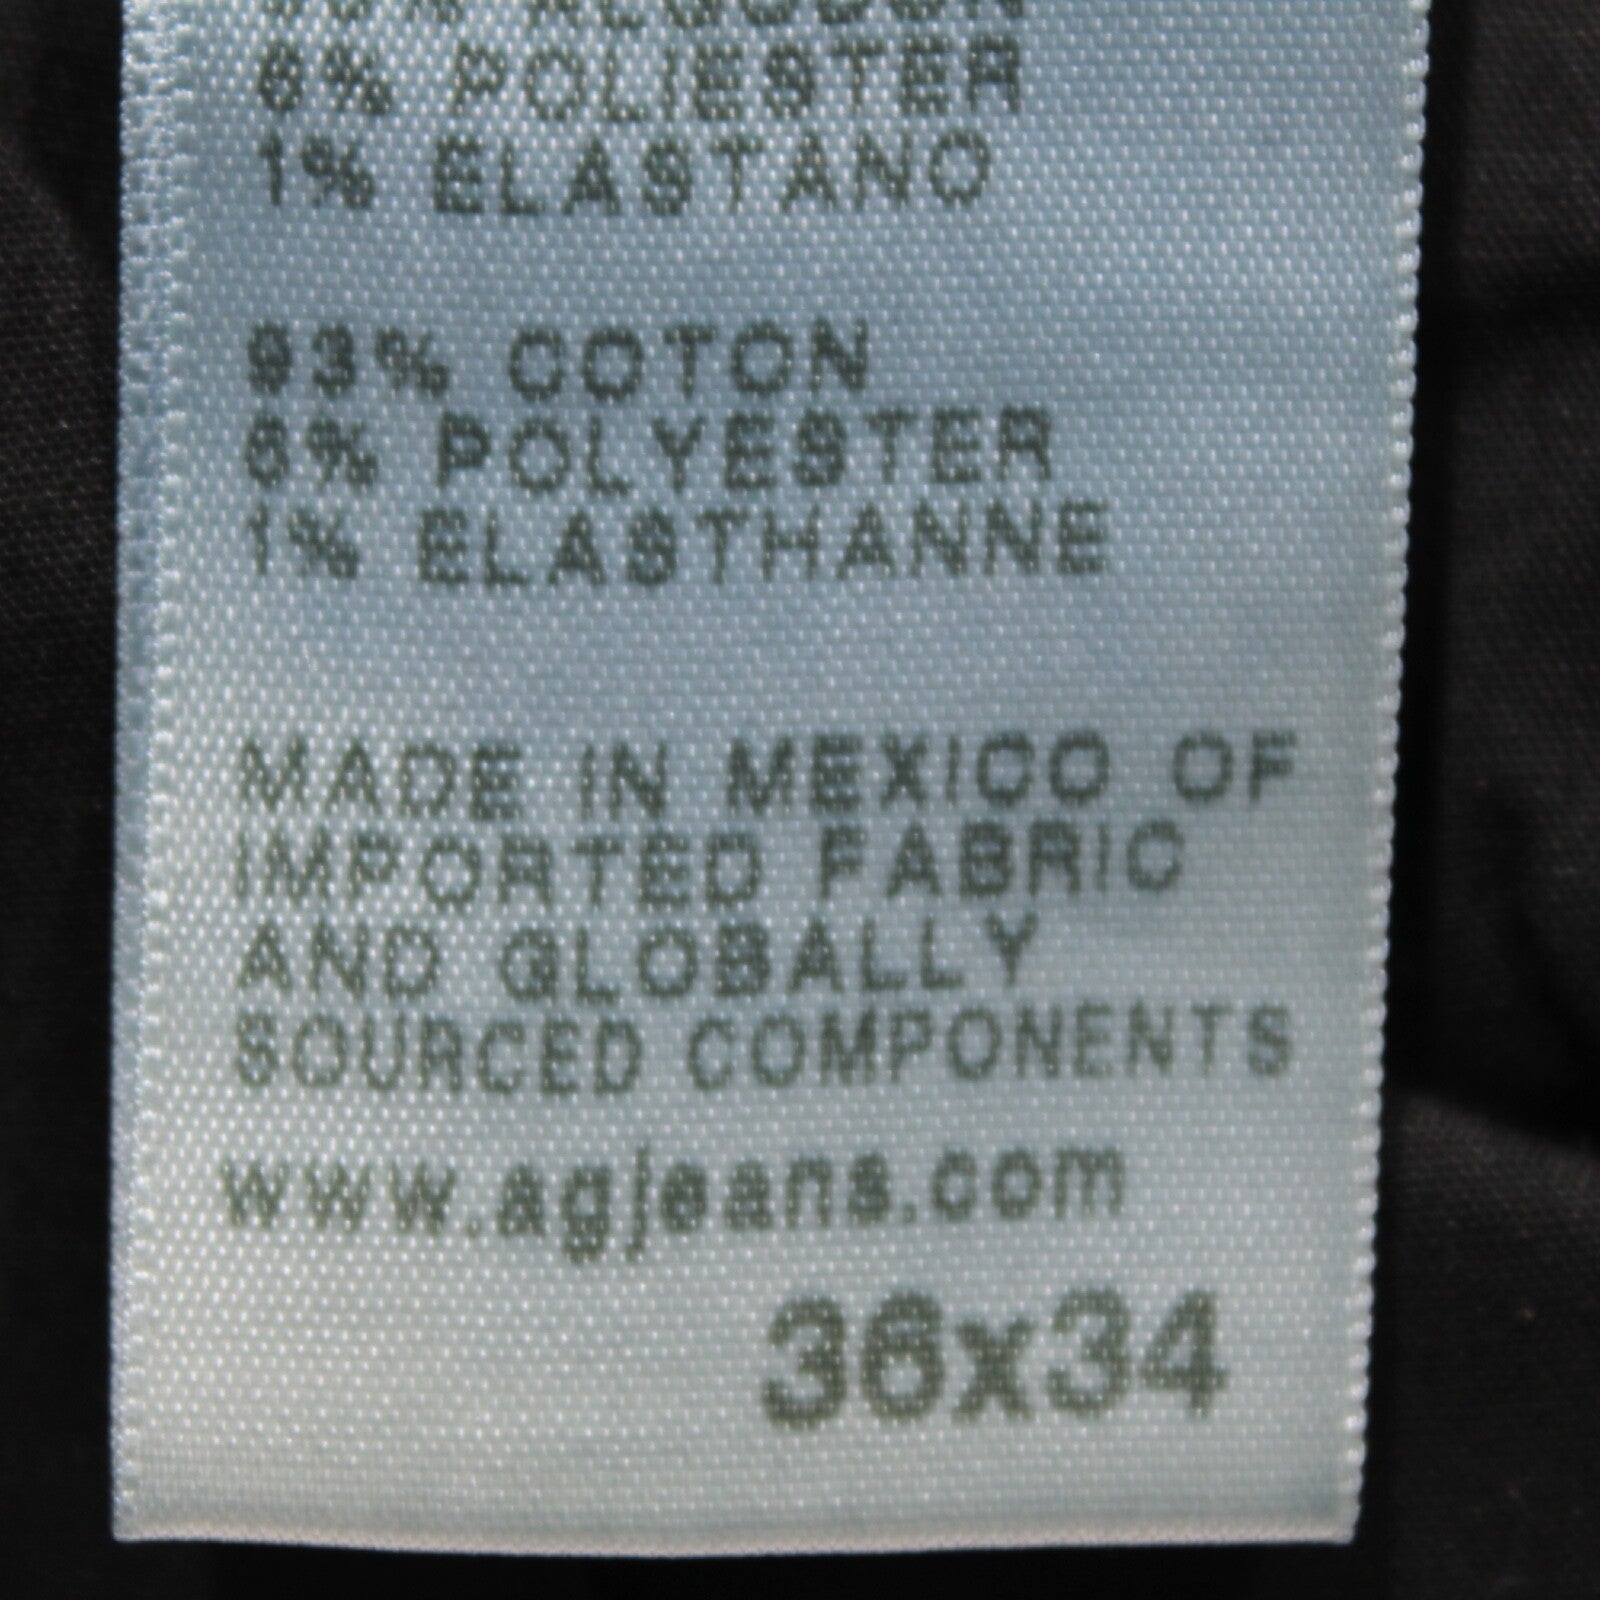 ALGODON
6% POLIESTER
1% ELASTANO
93% COTON
6% POLYESTER
1% ELASTHANNE
MADE IN MEXICO OF
IMPORTED FABRIC
AND GLOBALLY
SOURCED COMPONENTS
www.agjeans.com
36x34